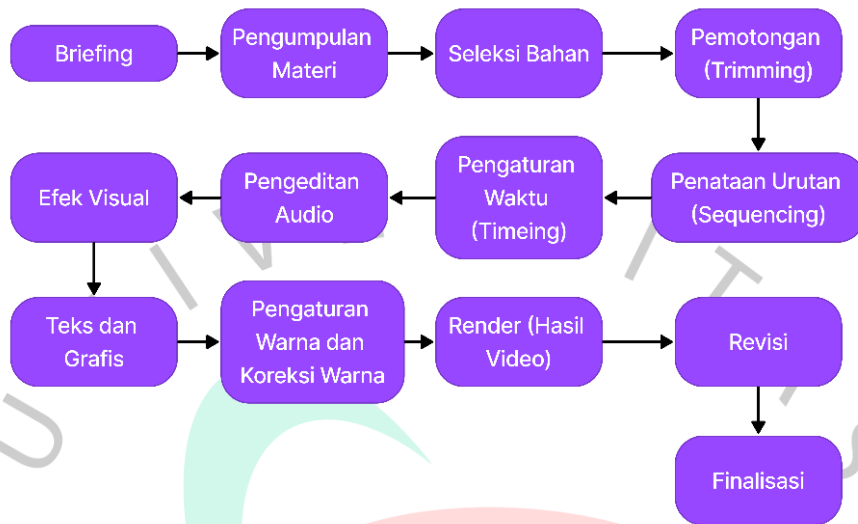 Briefing
Pengumpulan
Materi
Seleksi Bahan
Pemotongan
(Trimming)
Penataan Urutan
(Sequencing)
Pengaturan
Waktu
(Timeing)
Pengeditan
Audio
Efek Visual
Teks dan
Grafis
Pengaturan
Warna dan
Koreksi Warna
Render (Hasil
Video)
Revisi
Finalisasi